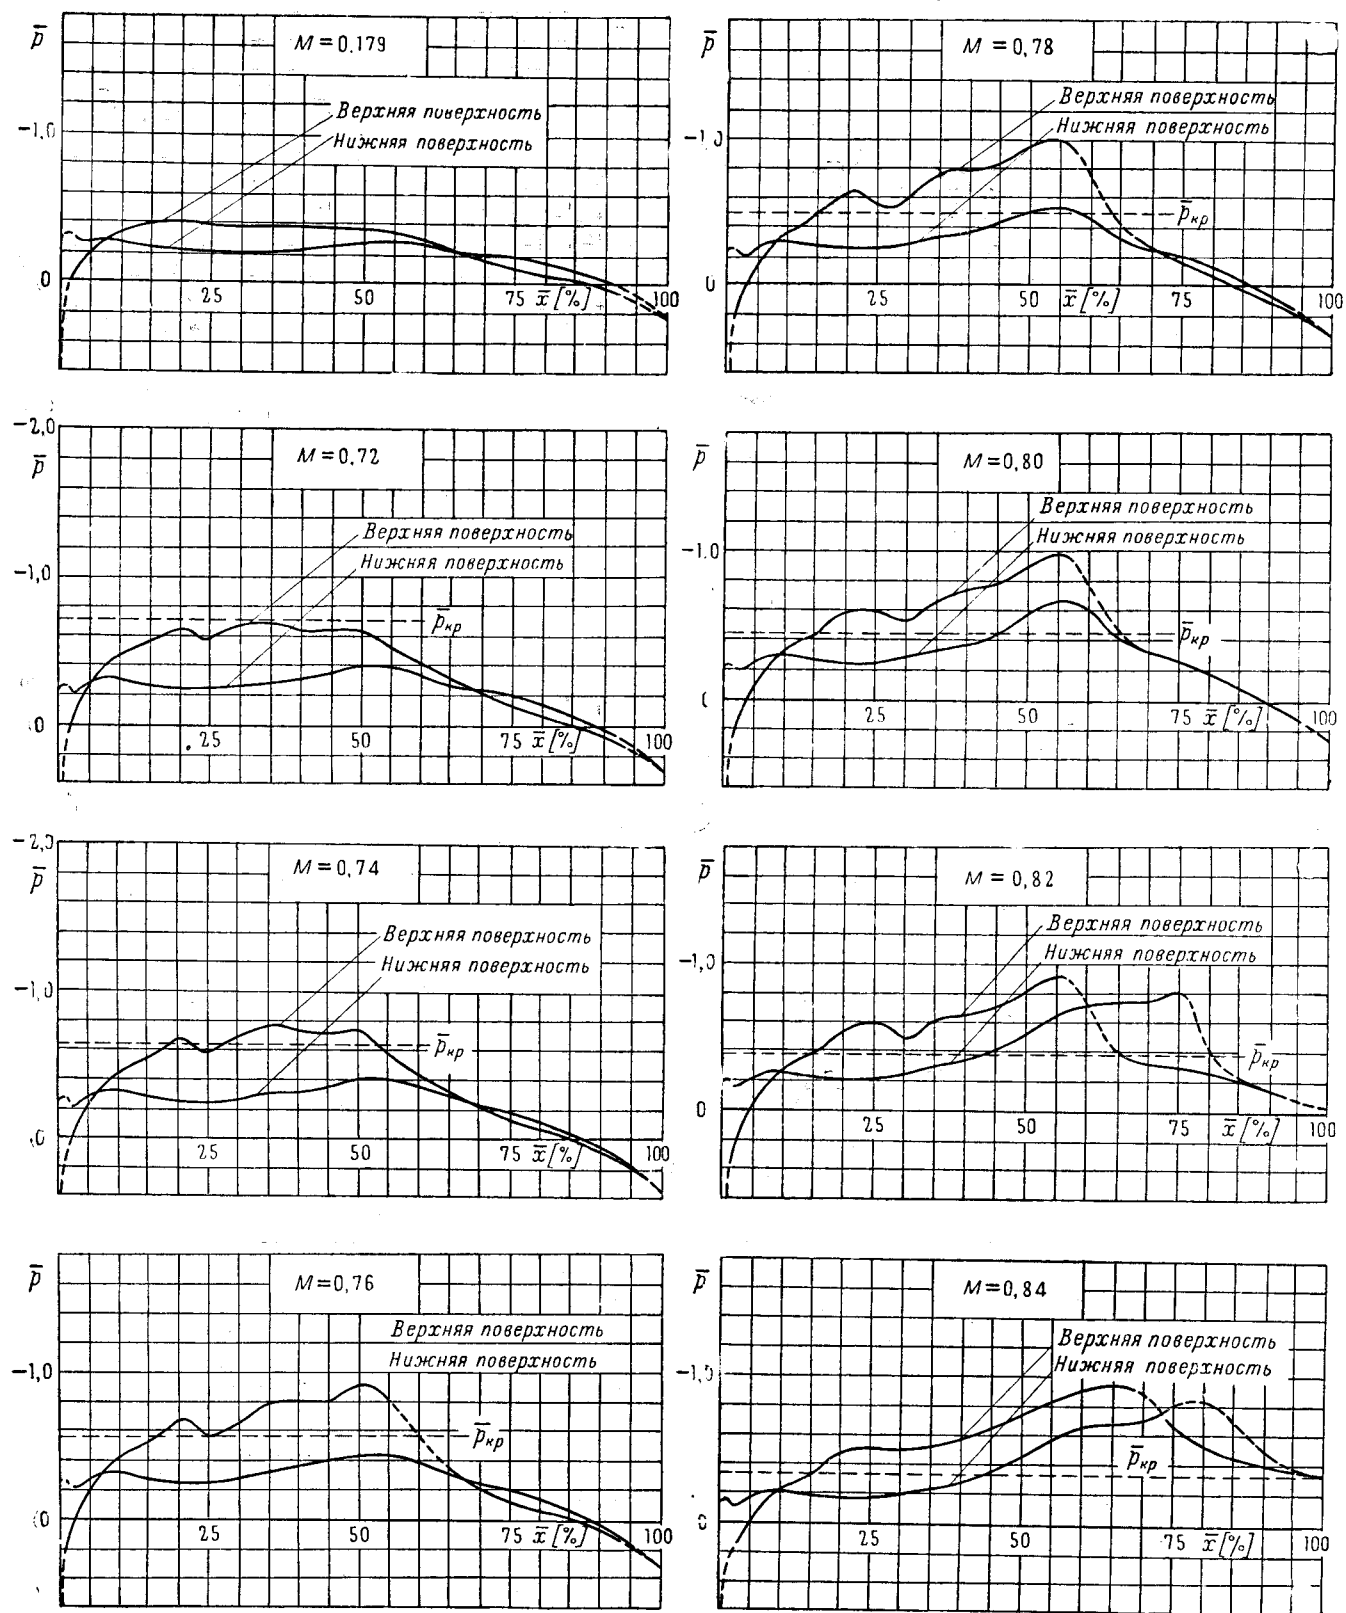 p̄
M = 0,179
Верхняя поверхность
Нижняя поверхность
-1,0
0
25
50
75
x̄ [%]
100
p̄
M = 0,78
Верхняя поверхность
Нижняя поверхность
-1,0
p̄кр
0
25
50
x̄ [%]
75
100
-2,0
p̄
M = 0,72
Верхняя поверхность
Нижняя поверхность
-1,0
p̄кр
0
25
50
75
x̄ [%]
100
p̄
M = 0,80
Верхняя поверхность
Нижняя поверхность
-1,0
p̄кр
25
50
75
x̄ [%]
100
-2,0
p̄
M = 0,74
Верхняя поверхность
Нижняя поверхность
-1,0
p̄кр
0
25
50
75
x̄ [%]
100
p̄
M = 0,82
Верхняя поверхность
Нижняя поверхность
-1,0
p̄кр
0
25
50
75
x̄ [%]
100
p̄
M = 0,76
Верхняя поверхность
Нижняя поверхность
-1,0
p̄кр
0
25
50
75
x̄ [%]
100
p̄
M = 0,84
Верхняя поверхность
Нижняя поверхность
-1,0
p̄кр
0
25
50
75
x̄ [%]
100